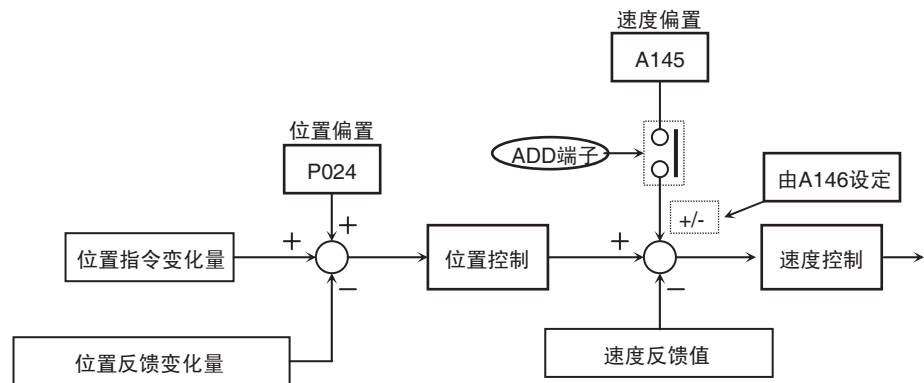 速度偏置
A145
位置偏置
ADD端子
P024
由A146设定
+
+/-
+
+
位置指令变化量
位置控制
速度控制
−
−
位置反馈变化量
速度反馈值